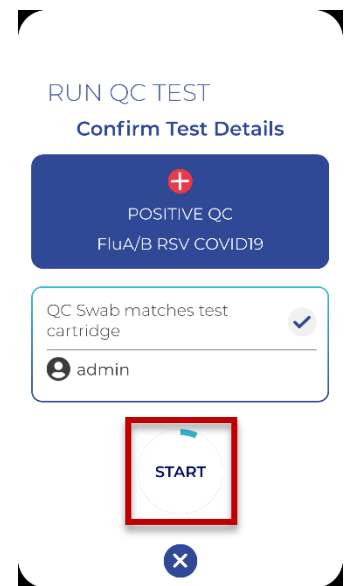 RUN QC TEST
Confirm Test Details
POSITIVE QC
FluA/B RSV COVID19
QC Swab matches test
cartridge
admin
START